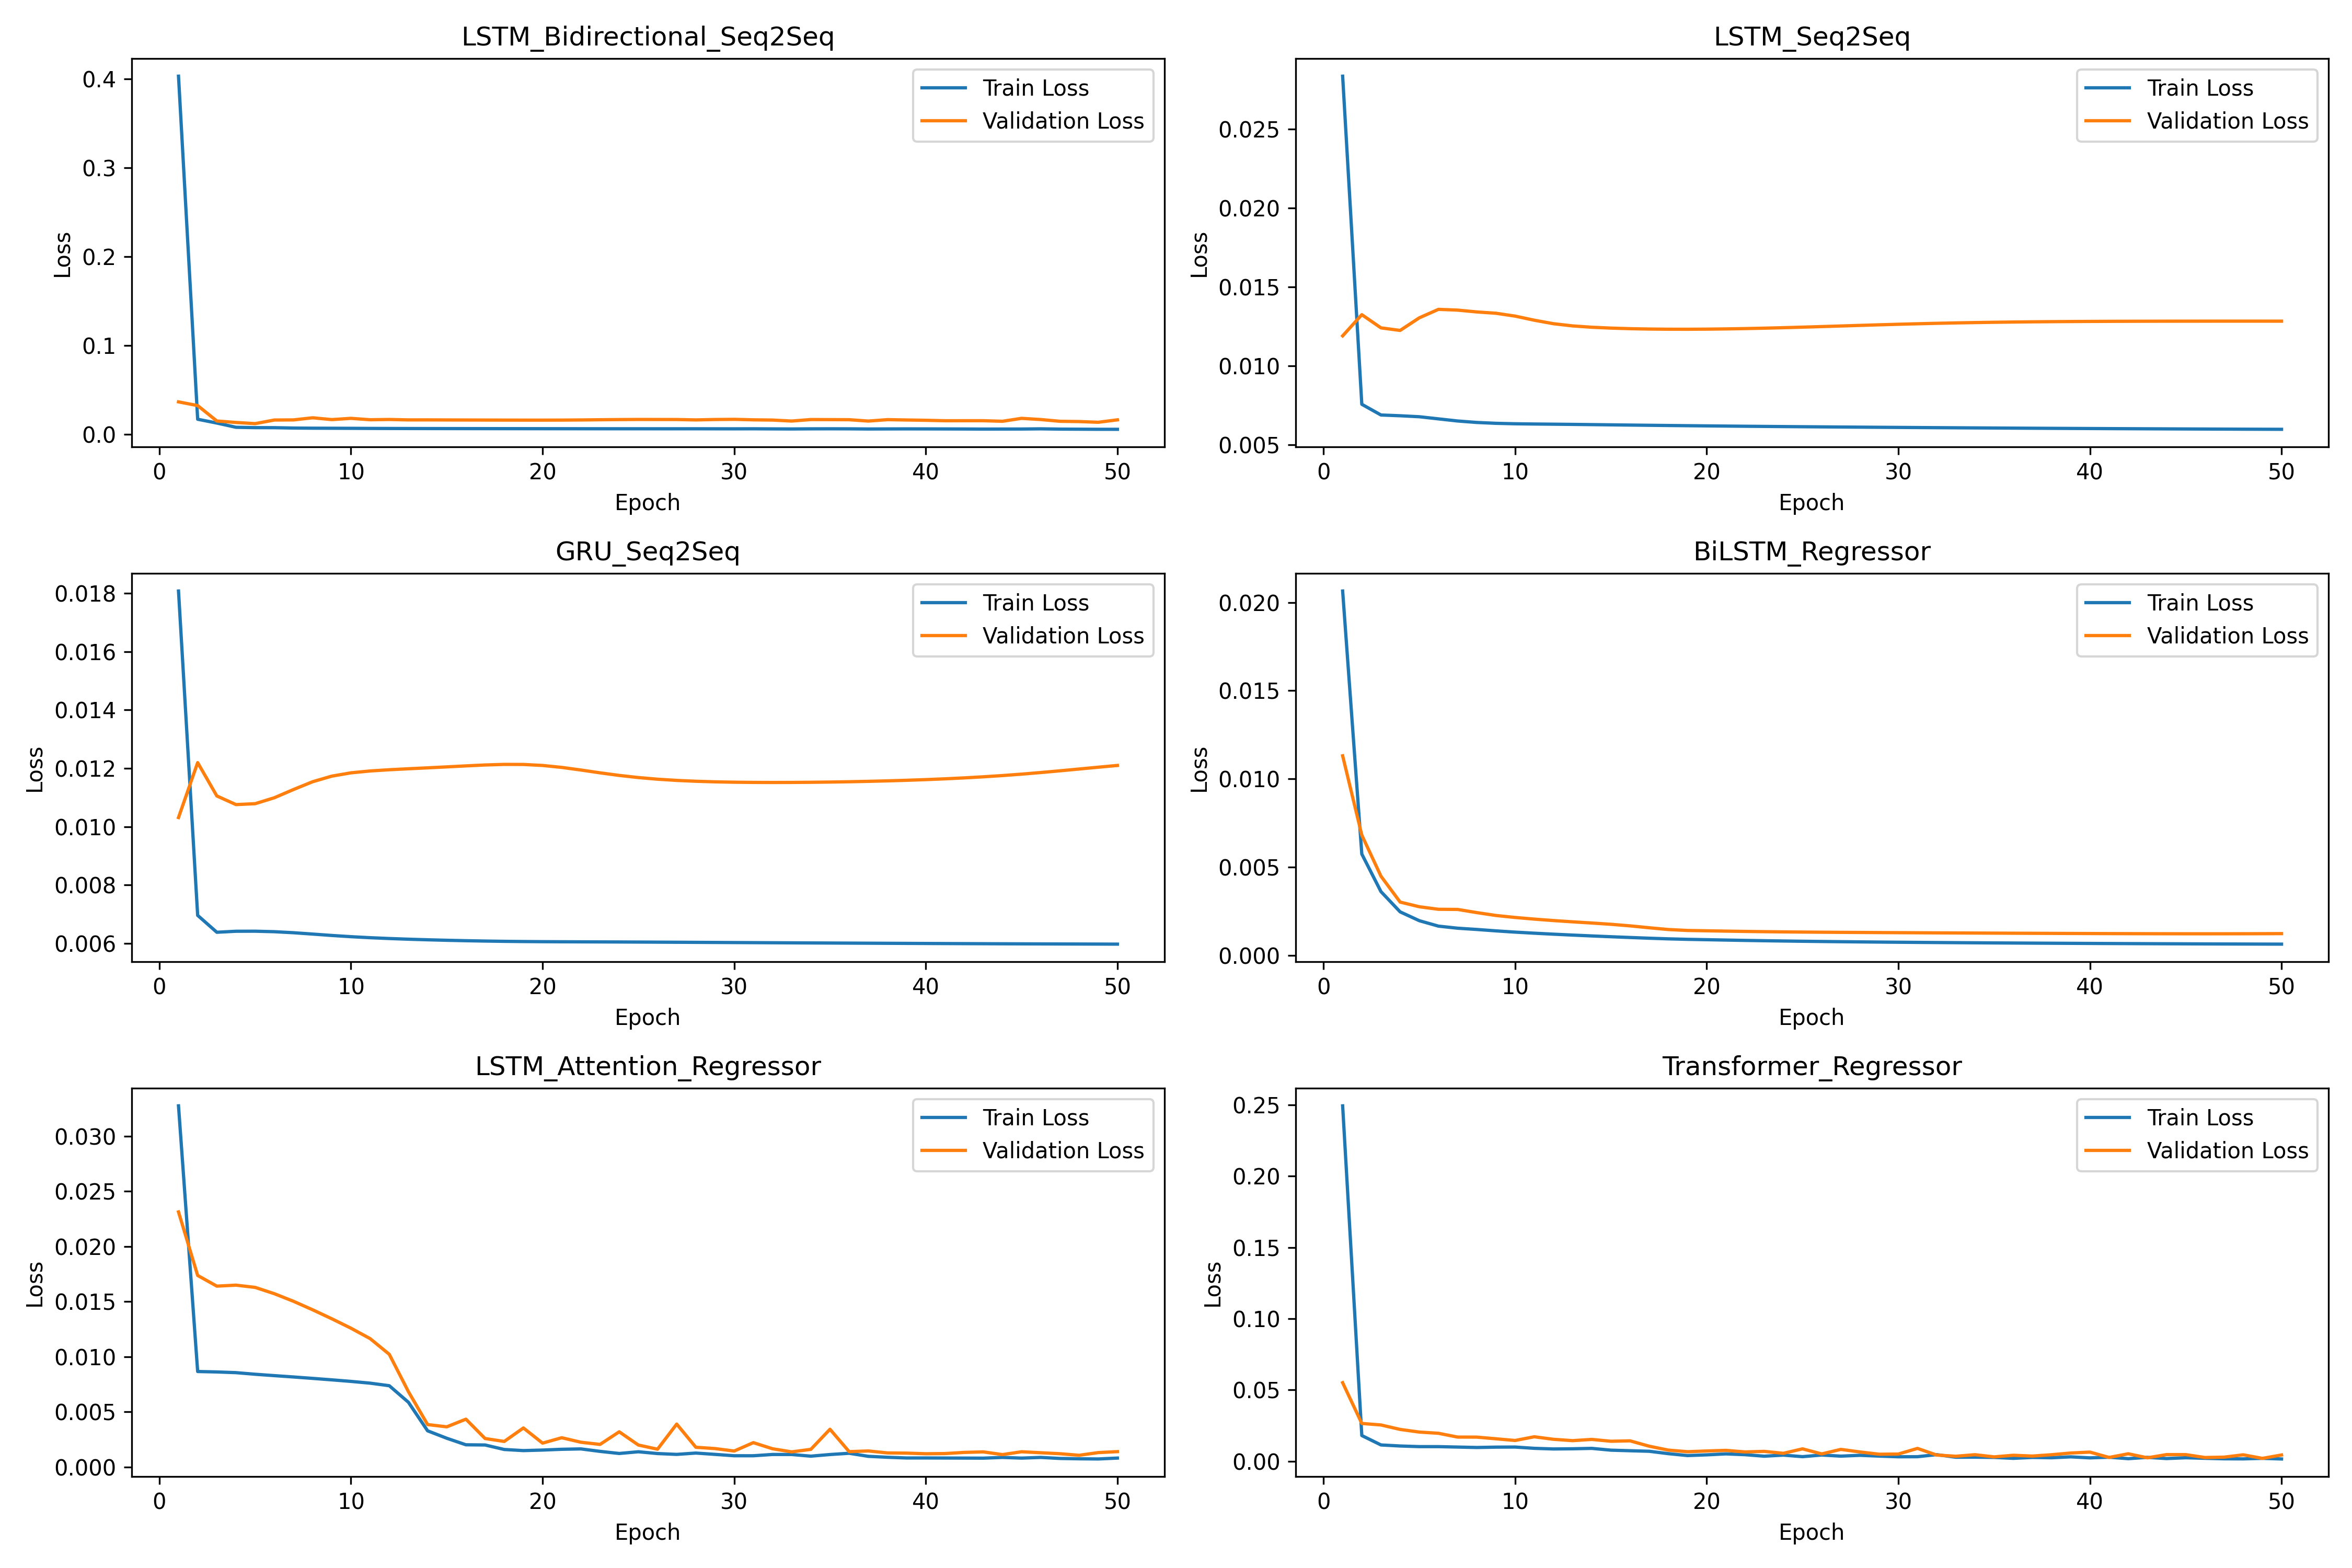 LSTM_Bidirectional_Seq2Seq
Train Loss
Validation Loss
0.4
0.3
0.2
0.1
0.0
Loss
0 10 20 30 40 50
Epoch
LSTM_Seq2Seq
Train Loss
Validation Loss
0.025
0.020
0.015
0.010
0.005
Loss
0 10 20 30 40 50
Epoch
GRU_Seq2Seq
Train Loss
Validation Loss
0.018
0.016
0.014
0.012
0.010
0.008
0.006
Loss
0 10 20 30 40 50
Epoch
BiLSTM_Regressor
Train Loss
Validation Loss
0.020
0.015
0.010
0.005
0.000
Loss
0 10 20 30 40 50
Epoch
LSTM_Attention_Regressor
Train Loss
Validation Loss
0.030
0.025
0.020
0.015
0.010
0.005
0.000
Loss
0 10 20 30 40 50
Epoch
Transformer_Regressor
Train Loss
Validation Loss
0.25
0.20
0.15
0.10
0.05
0.00
Loss
0 10 20 30 40 50
Epoch